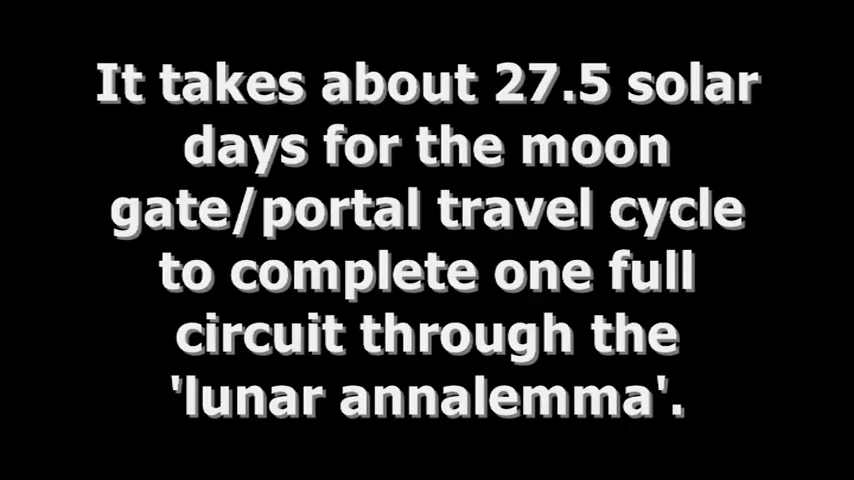 It takes about 27.5 solar
days for the moon
gate/portal travel cycle
to complete one full
circuit through the
'lunar annalemma'.